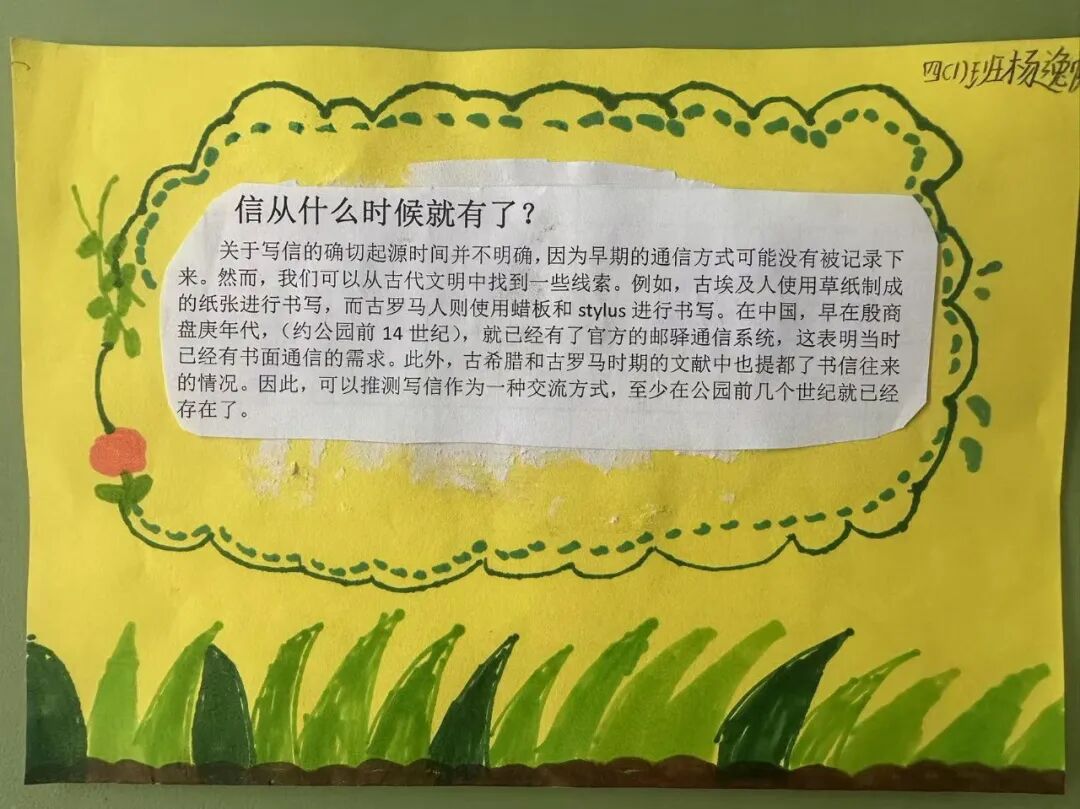 四(1)班杨逸
信从什么时候就有了？
关于写信的确切起源时间并不明确，因为早期的通信方式可能没有被记录下
来。然而，我们可以从古代文明中找到一些线索。例如，古埃及人使用草纸制成
的纸张进行书写，而古罗马人则使用蜡板和 stylus 进行书写。在中国，早在殷商
盘庚年代，（约公园前 14 世纪），就已经有了官方的邮驿通信系统，这表明当时
已经有书面通信的需求。此外，古希腊和古罗马时期的文献中也提都了书信往来
的情况。因此，可以推测写信作为一种交流方式，至少在公园前几个世纪就已经
存在了。